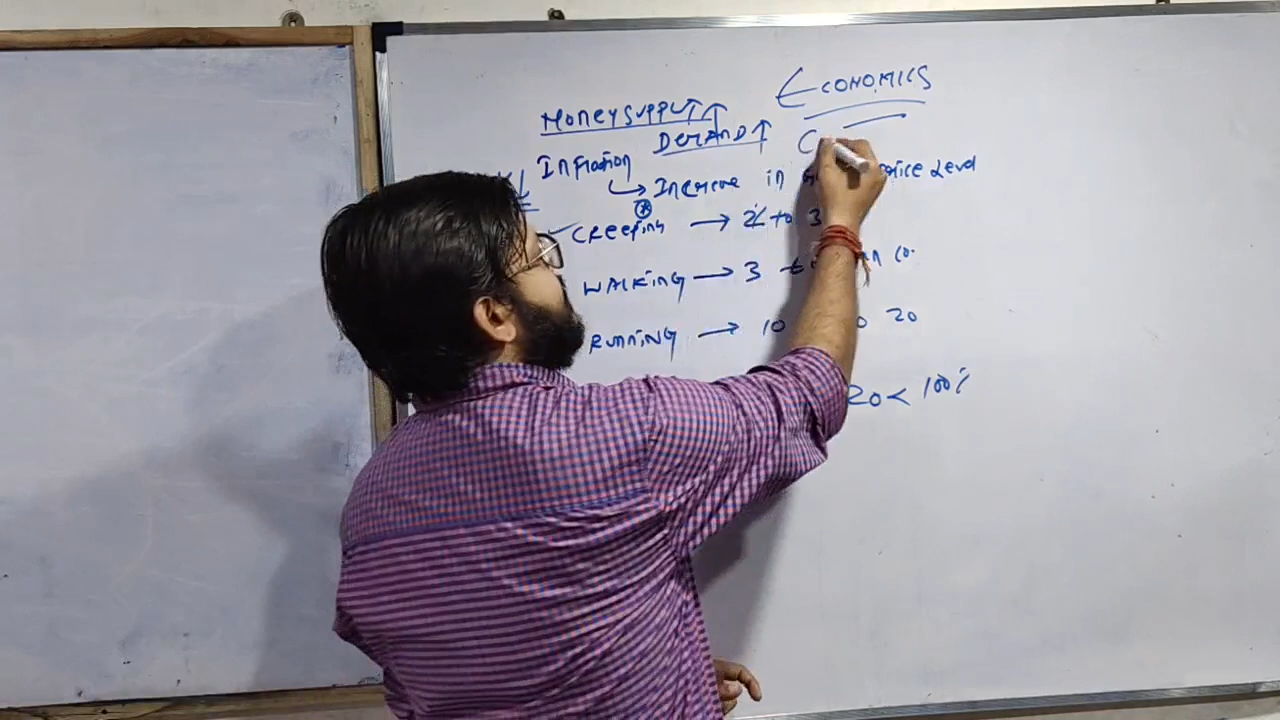 ECONOMICS
MONEY SUPPLY↑↑
DEMAND↑ C
Inflation
↳ Increase in Price Level
✓ CREEPING → 2% to 3
WALKING → 3 to
RUNNING → 10 20
20 < 100%